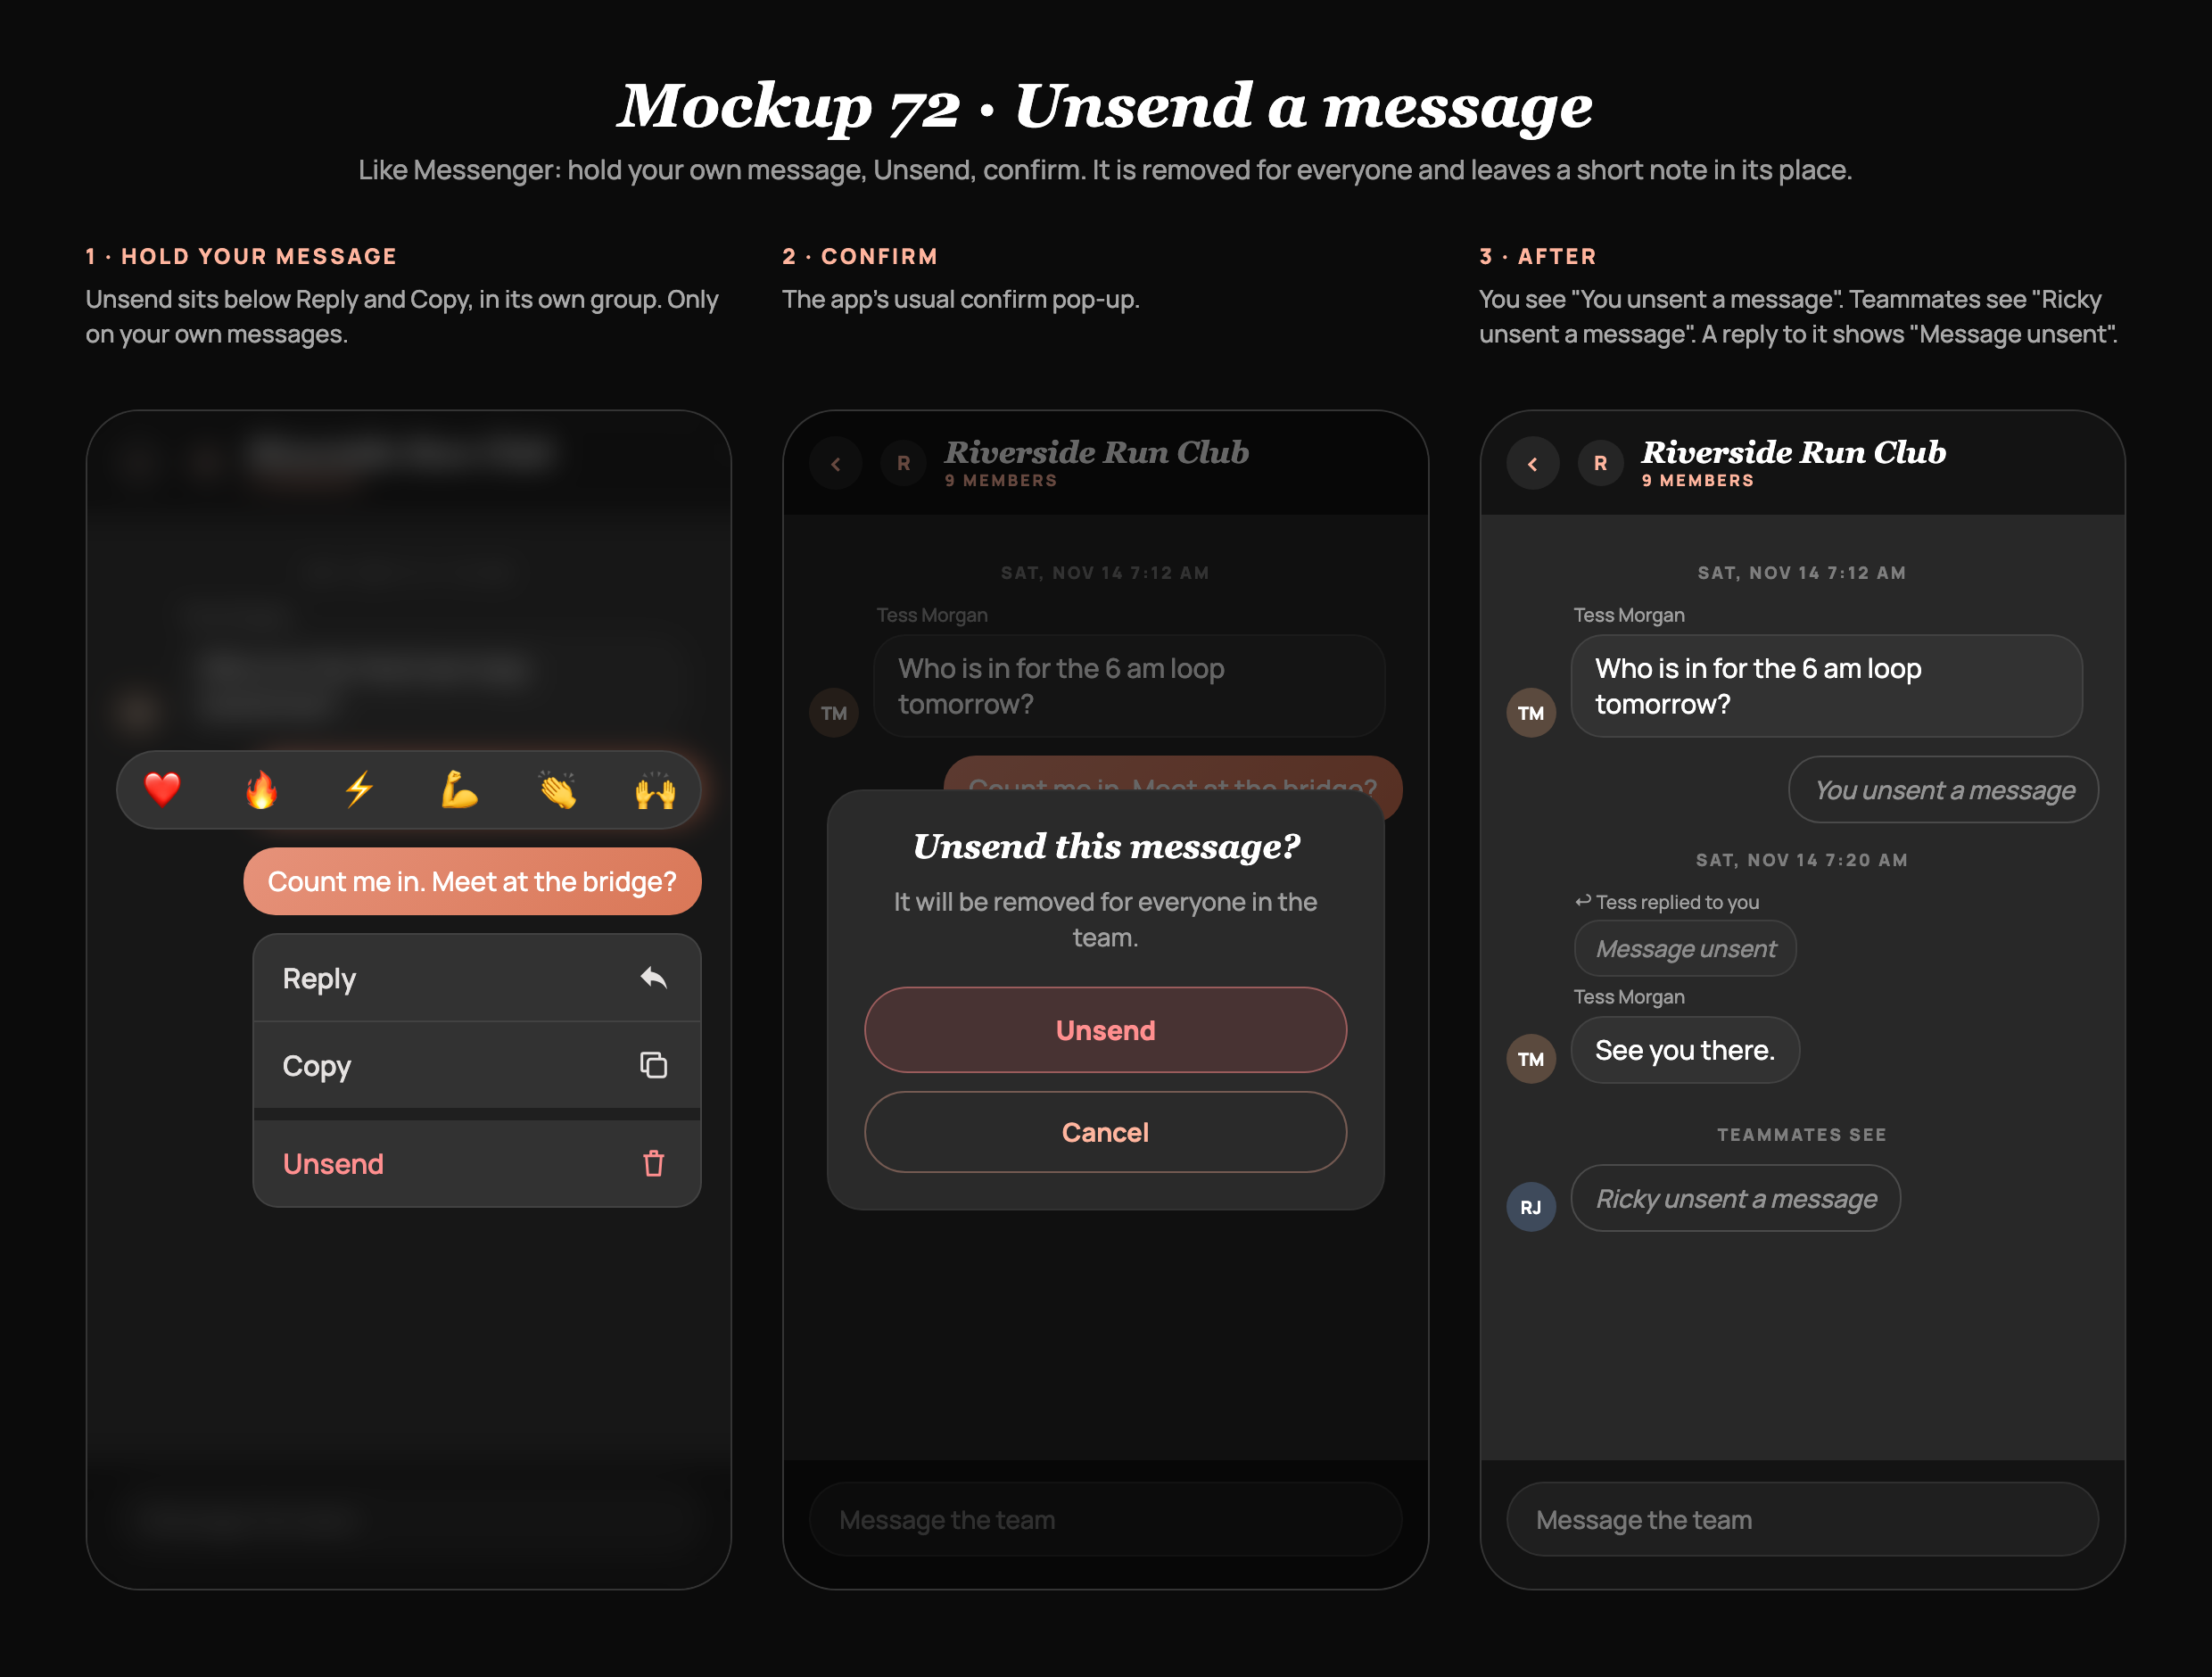 Mockup 72 · Unsend a message
Like Messenger: hold your own message, Unsend, confirm. It is removed for everyone and leaves a short note in its place.
1 · HOLD YOUR MESSAGE
Unsend sits below Reply and Copy, in its own group. Only
on your own messages.
Count me in. Meet at the bridge?
Reply
Copy
Unsend
2 · CONFIRM
The app's usual confirm pop-up.
R
Riverside Run Club
9 MEMBERS
SAT, NOV 14 7:12 AM
Tess Morgan
Who is in for the 6 am loop
tomorrow?
TM
Count me in. Meet at the bridge?
Unsend this message?
It will be removed for everyone in the
team.
Unsend
Cancel
Message the team
3 · AFTER
You see "You unsent a message". Teammates see "Ricky
unsent a message". A reply to it shows "Message unsent".
R
Riverside Run Club
9 MEMBERS
SAT, NOV 14 7:12 AM
Tess Morgan
Who is in for the 6 am loop
tomorrow?
TM
You unsent a message
SAT, NOV 14 7:20 AM
Tess replied to you
Message unsent
Tess Morgan
See you there.
TM
TEAMMATES SEE
Ricky unsent a message
RJ
Message the team